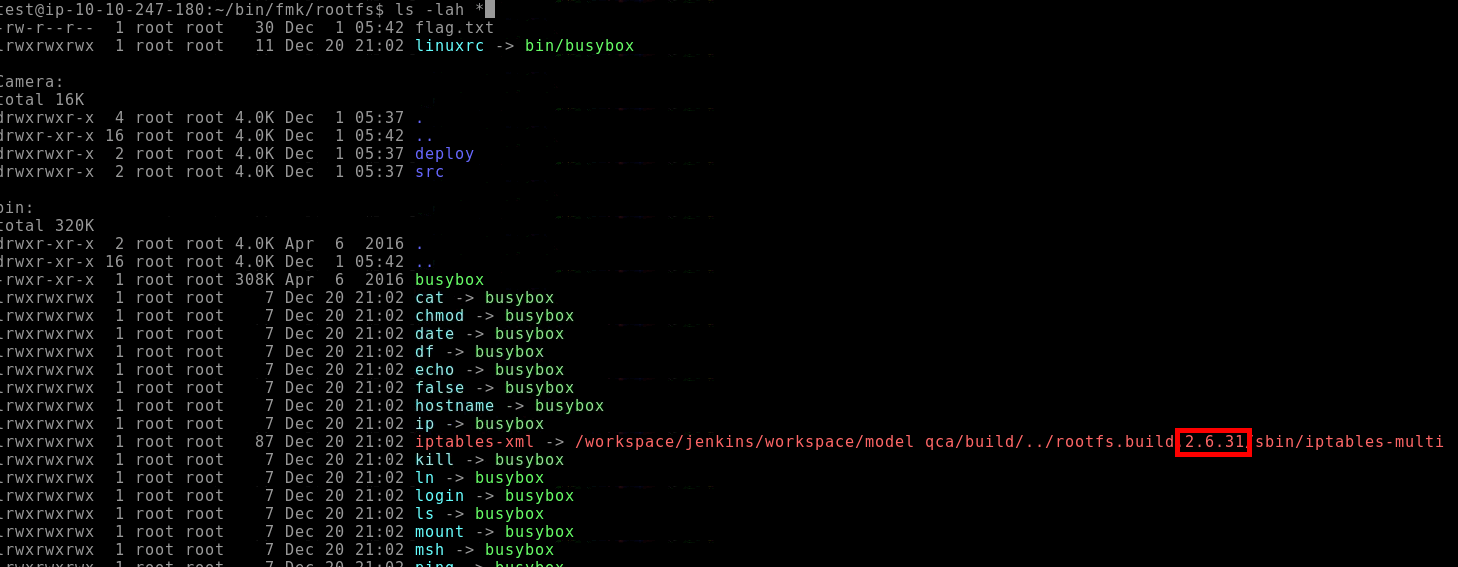 test@ip-10-10-247-180:~/bin/fmk/rootfs$ ls -lah *
-rw-r--r-- 1 root root 30 Dec 1 05:42 flag.txt
lrwxrwxrwx 1 root root 11 Dec 20 21:02 linuxrc -> bin/busybox
Camera:
total 16K
drwxrwxr-x 4 root root 4.0K Dec 1 05:37 .
drwxr-xr-x 16 root root 4.0K Dec 1 05:42 ..
drwxrwxr-x 2 root root 4.0K Dec 1 05:37 deploy
drwxrwxr-x 2 root root 4.0K Dec 1 05:37 src
bin:
total 320K
drwxr-xr-x 2 root root 4.0K Apr 6 2016 .
drwxr-xr-x 16 root root 4.0K Dec 1 05:42 ..
-rwxr-xr-x 1 root root 308K Apr 6 2016 busybox
lrwxrwxrwx 1 root root 7 Dec 20 21:02 cat -> busybox
lrwxrwxrwx 1 root root 7 Dec 20 21:02 chmod -> busybox
lrwxrwxrwx 1 root root 7 Dec 20 21:02 date -> busybox
lrwxrwxrwx 1 root root 7 Dec 20 21:02 df -> busybox
lrwxrwxrwx 1 root root 7 Dec 20 21:02 echo -> busybox
lrwxrwxrwx 1 root root 7 Dec 20 21:02 false -> busybox
lrwxrwxrwx 1 root root 7 Dec 20 21:02 hostname -> busybox
lrwxrwxrwx 1 root root 7 Dec 20 21:02 ip -> busybox
lrwxrwxrwx 1 root root 87 Dec 20 21:02 iptables-xml -> /workspace/jenkins/workspace/model_qca/build/../rootfs.build.2.6.31/sbin/iptables-multi
lrwxrwxrwx 1 root root 7 Dec 20 21:02 kill -> busybox
lrwxrwxrwx 1 root root 7 Dec 20 21:02 ln -> busybox
lrwxrwxrwx 1 root root 7 Dec 20 21:02 login -> busybox
lrwxrwxrwx 1 root root 7 Dec 20 21:02 ls -> busybox
lrwxrwxrwx 1 root root 7 Dec 20 21:02 mount -> busybox
lrwxrwxrwx 1 root root 7 Dec 20 21:02 msh -> busybox
lrwxrwxrwx 1 root root 7 Dec 20 21:02 ping -> busybox